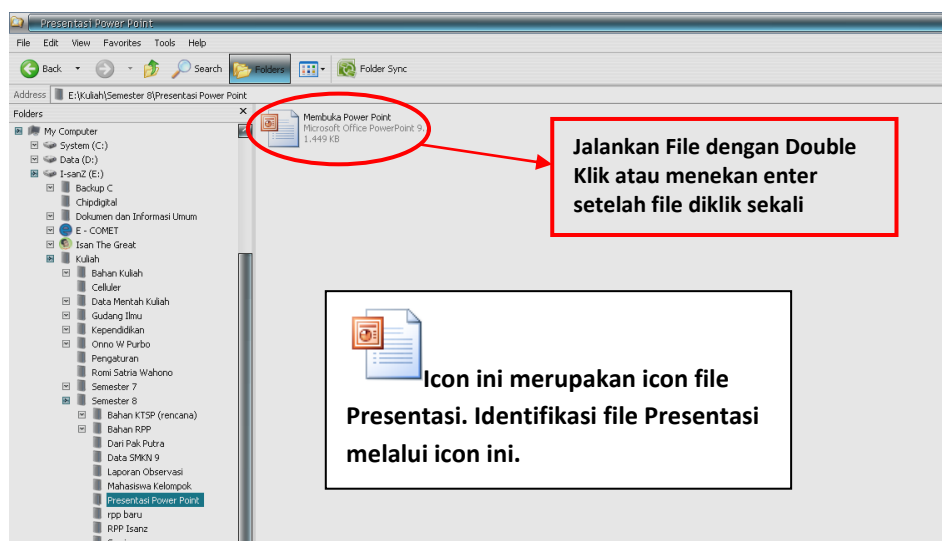 Presentasi Power Point
File Edit View Favorites Tools Help
Back Search Folders Folder Sync
Address E:\Kuliah\Semester 8\Presentasi Power Point
Folders
My Computer
System (C:)
Data (D:)
I-sanZ (E:)
Backup C
Chipdigital
Dokumen dan Informasi Umum
E - COMET
Isan The Great
Kuliah
Bahan Kuliah
Celluler
Data Mentah Kuliah
Gudang Ilmu
Kependidikan
Onno W Purbo
Pengaturan
Romi Satria Wahono
Semester 7
Semester 8
Bahan KTSP (rencana)
Bahan RPP
Dari Pak Putra
Data SMKN 9
Laporan Observasi
Mahasiswa Kelompok
Presentasi Power Point
rpp baru
RPP Isanz
Membuka Power Point
Microsoft Office PowerPoint 9.
1.449 KB
Jalankan File dengan Double
Klik atau menekan enter
setelah file diklik sekali
Icon ini merupakan icon file
Presentasi. Identifikasi file Presentasi
melalui icon ini.